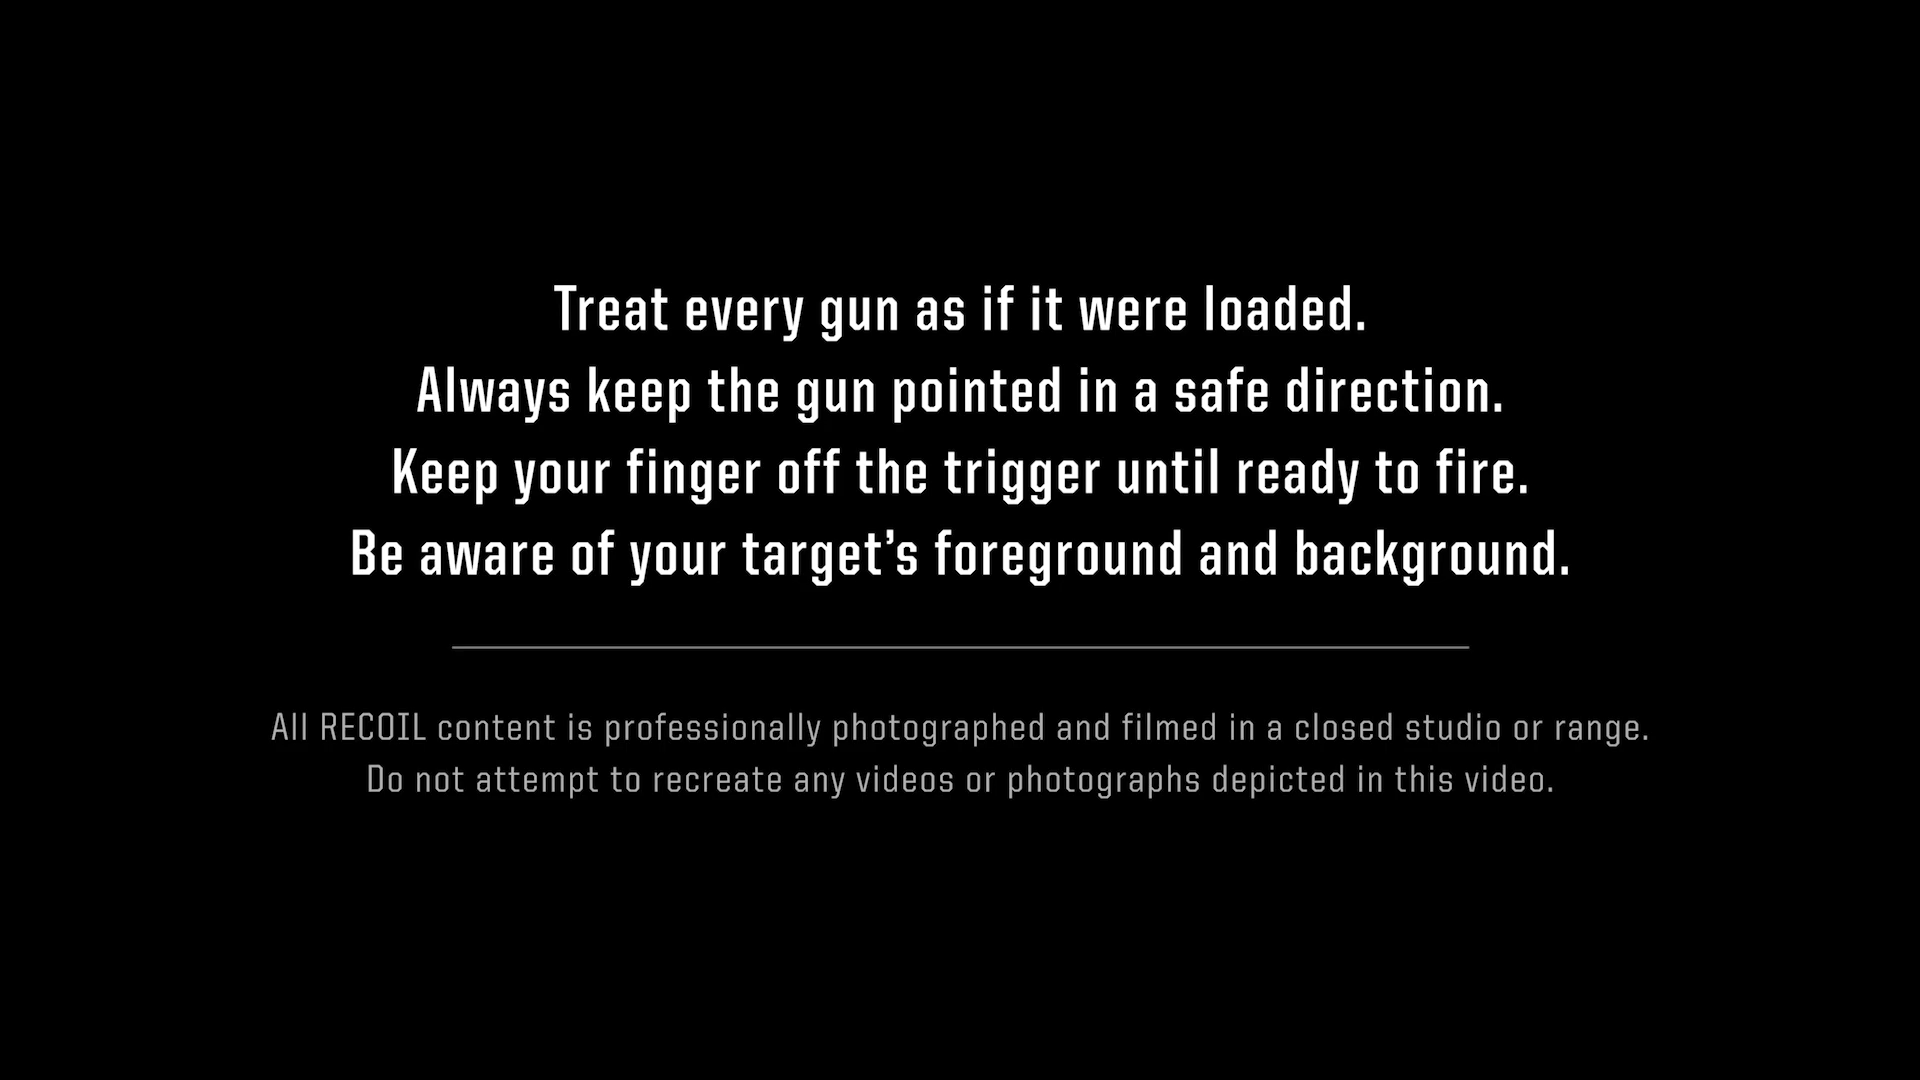 Treat every gun as if it were loaded.
Always keep the gun pointed in a safe direction.
Keep your finger off the trigger until ready to fire.
Be aware of your target’s foreground and background.
All RECOIL content is professionally photographed and filmed in a closed studio or range.
Do not attempt to recreate any videos or photographs depicted in this video.